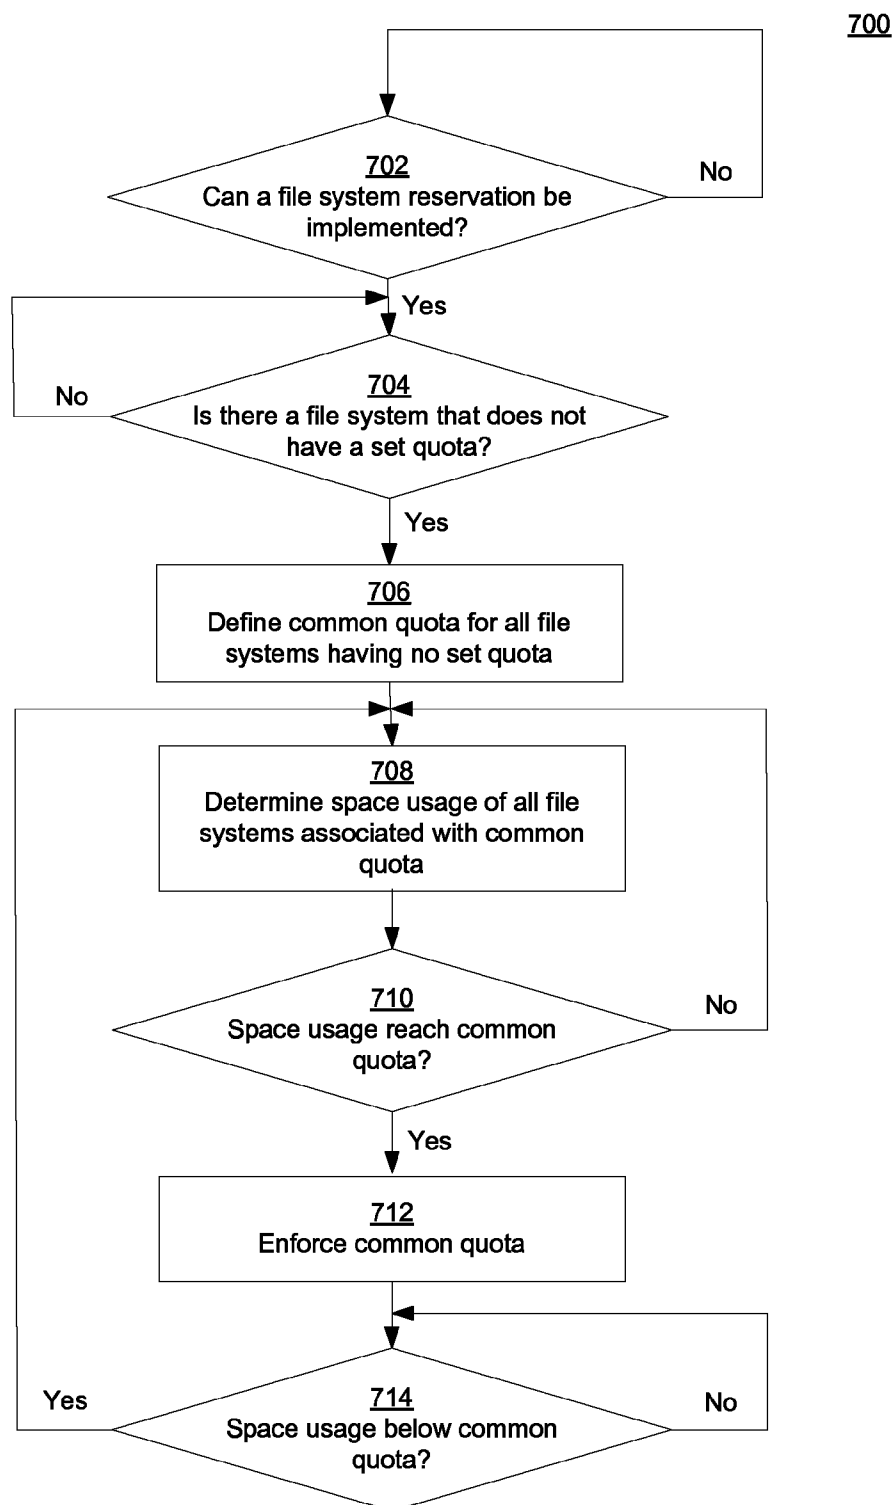 700
702
Can a file system reservation be
implemented?
No
Yes
704
Is there a file system that does not
have a set quota?
No
Yes
706
Define common quota for all file
systems having no set quota
708
Determine space usage of all file
systems associated with common
quota
710
Space usage reach common
quota?
No
Yes
712
Enforce common quota
Yes
714
Space usage below common
quota?
No